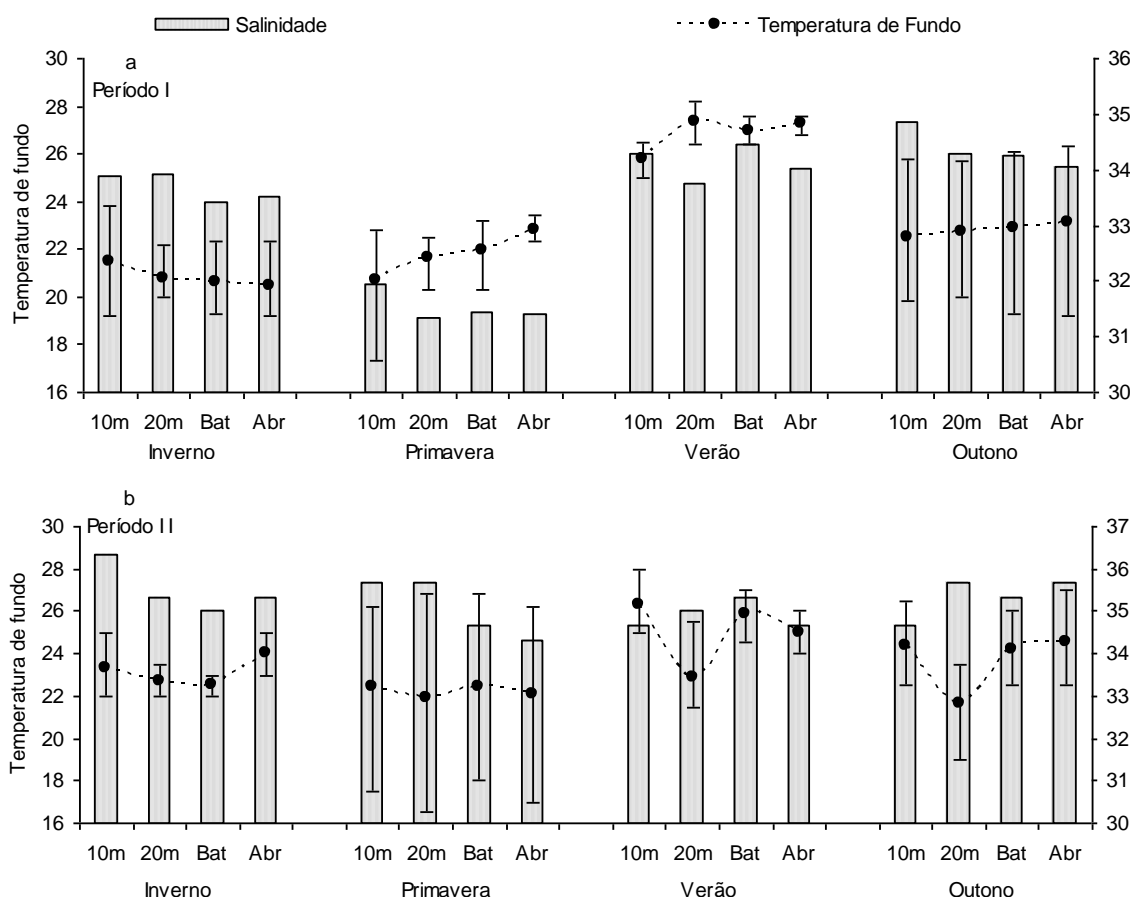 Salinidade Temperatura de Fundo
a
Período I
Temperatura de fundo
30 36
28 35
26 34
24 33
22 32
20 31
18
16 30
10m 20m Bat Abr 10m 20m Bat Abr 10m 20m Bat Abr 10m 20m Bat Abr
Inverno Primavera Verão Outono
b
Período II
Temperatura de fundo
30 37
28 36
26 35
24 34
22 33
20 32
18 31
16 30
10m 20m Bat Abr 10m 20m Bat Abr 10m 20m Bat Abr 10m 20m Bat Abr
Inverno Primavera Verão Outono